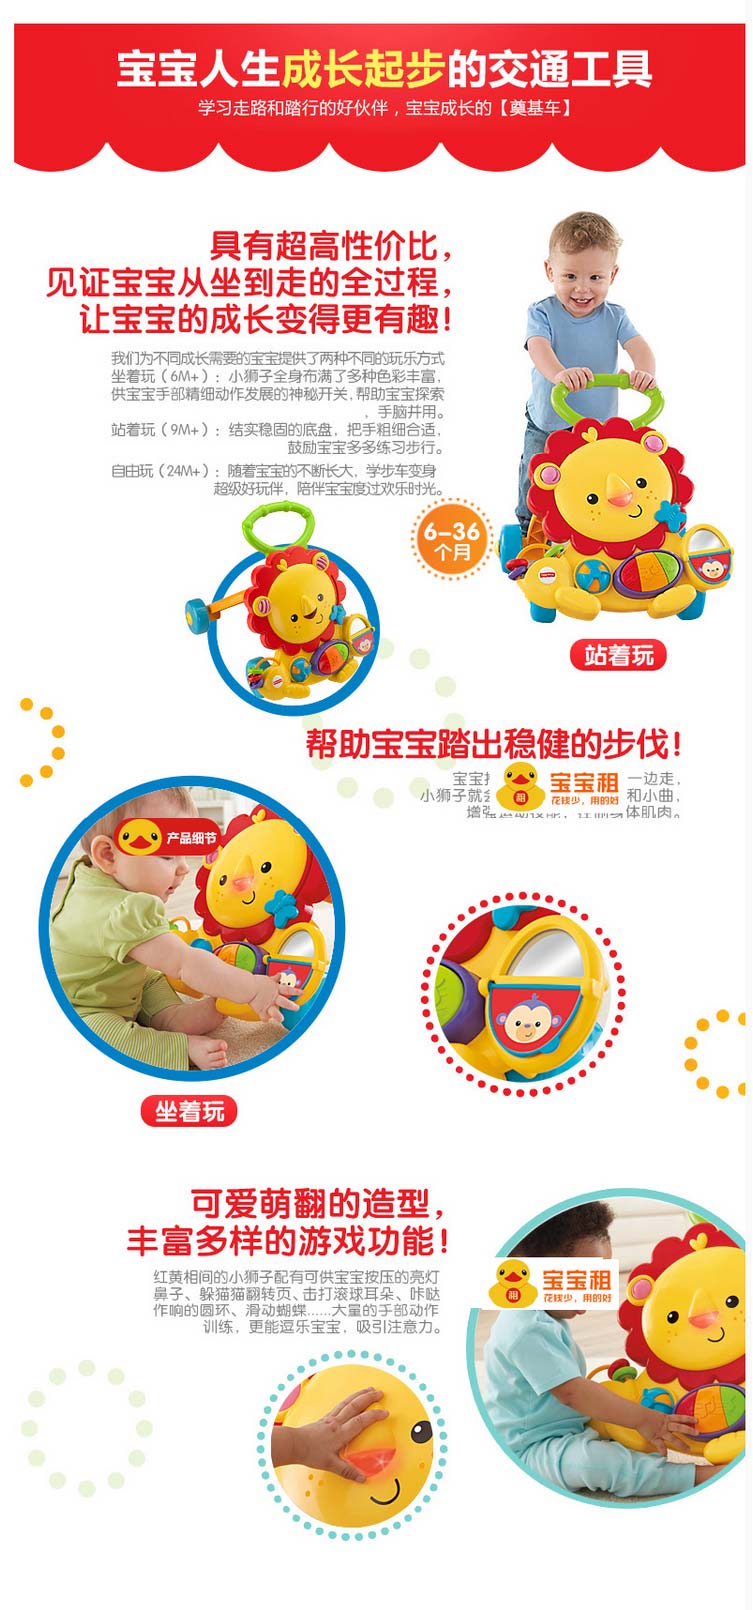 宝宝人生成长起步的交通工具
学习走路和踏行的好伙伴，宝宝成长的【奠基车】
具有超高性价比，
见证宝宝从坐到走的全过程，
让宝宝的成长变得更有趣！
我们为不同成长需要的宝宝提供了两种不同的玩乐方式
坐着玩（6M+）：小狮子全身布满了多种色彩丰富，
供宝宝手部精细动作发展的神秘开关，帮助宝宝探索
，手脑并用。
站着玩（9M+）：结实稳固的底盘，把手粗细合适，
鼓励宝宝多多练习步行。
自由玩（24M+）：随着宝宝的不断长大，学步车变身
超级好玩伴，陪伴宝宝度过欢乐时光。
6-36
个月
站着玩
帮助宝宝踏出稳健的步伐！
宝宝
一边走，
小狮子就会
和小曲，
体肌肉。
租
宝宝租
花钱少，用的好
产品细节
坐着玩
可爱萌翻的造型，
丰富多样的游戏功能！
红黄相间的小狮子配有可供宝宝按压的亮灯
鼻子、躲猫猫翻转页、击打滚球耳朵、咔哒
作响的圆环、滑动蝴蝶......大量的手部动作
训练，更能逗乐宝宝，吸引注意力。
租
宝宝租
花钱少，用的好